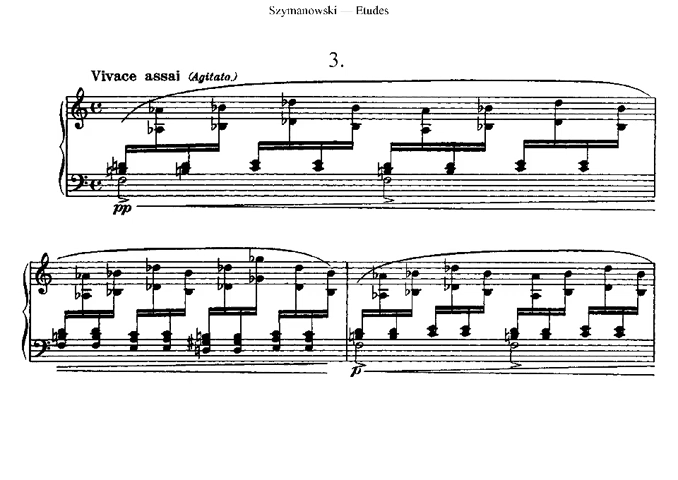 Szymanowski — Etudes
3.
Vivace assai (Agitato.)
pp
p